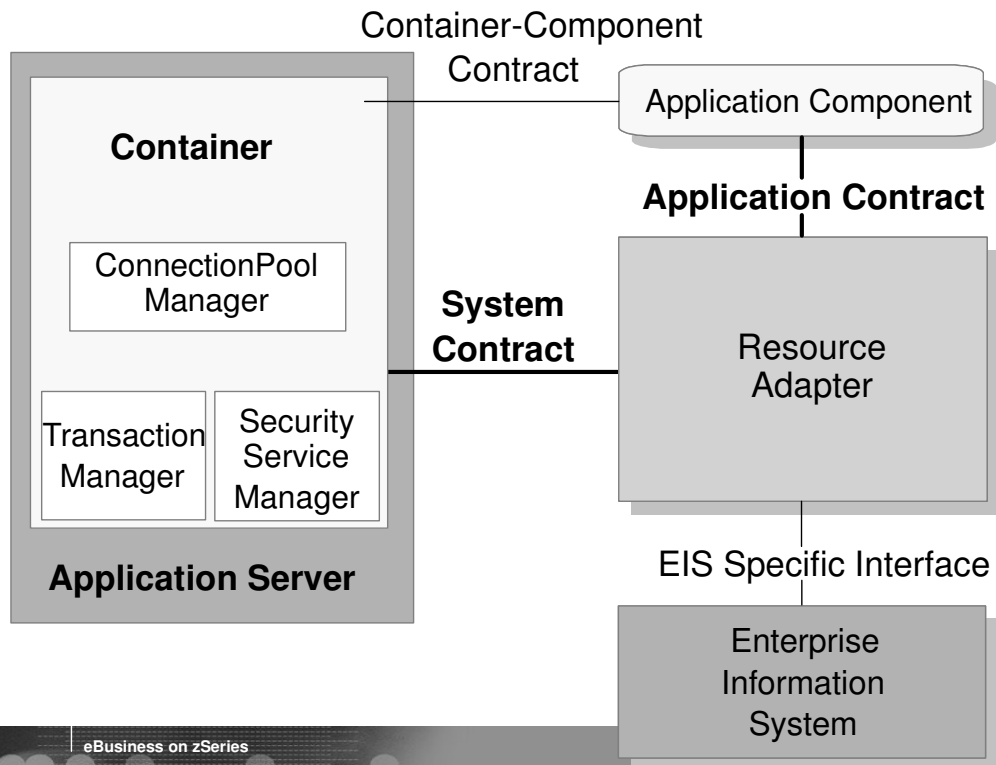 Container-Component
Contract
Application Component
Container
Application Contract
ConnectionPool
Manager
System
Contract
Resource
Adapter
Transaction
Manager
Security
Service
Manager
EIS Specific Interface
Application Server
Enterprise
Information
System
eBusiness on zSeries